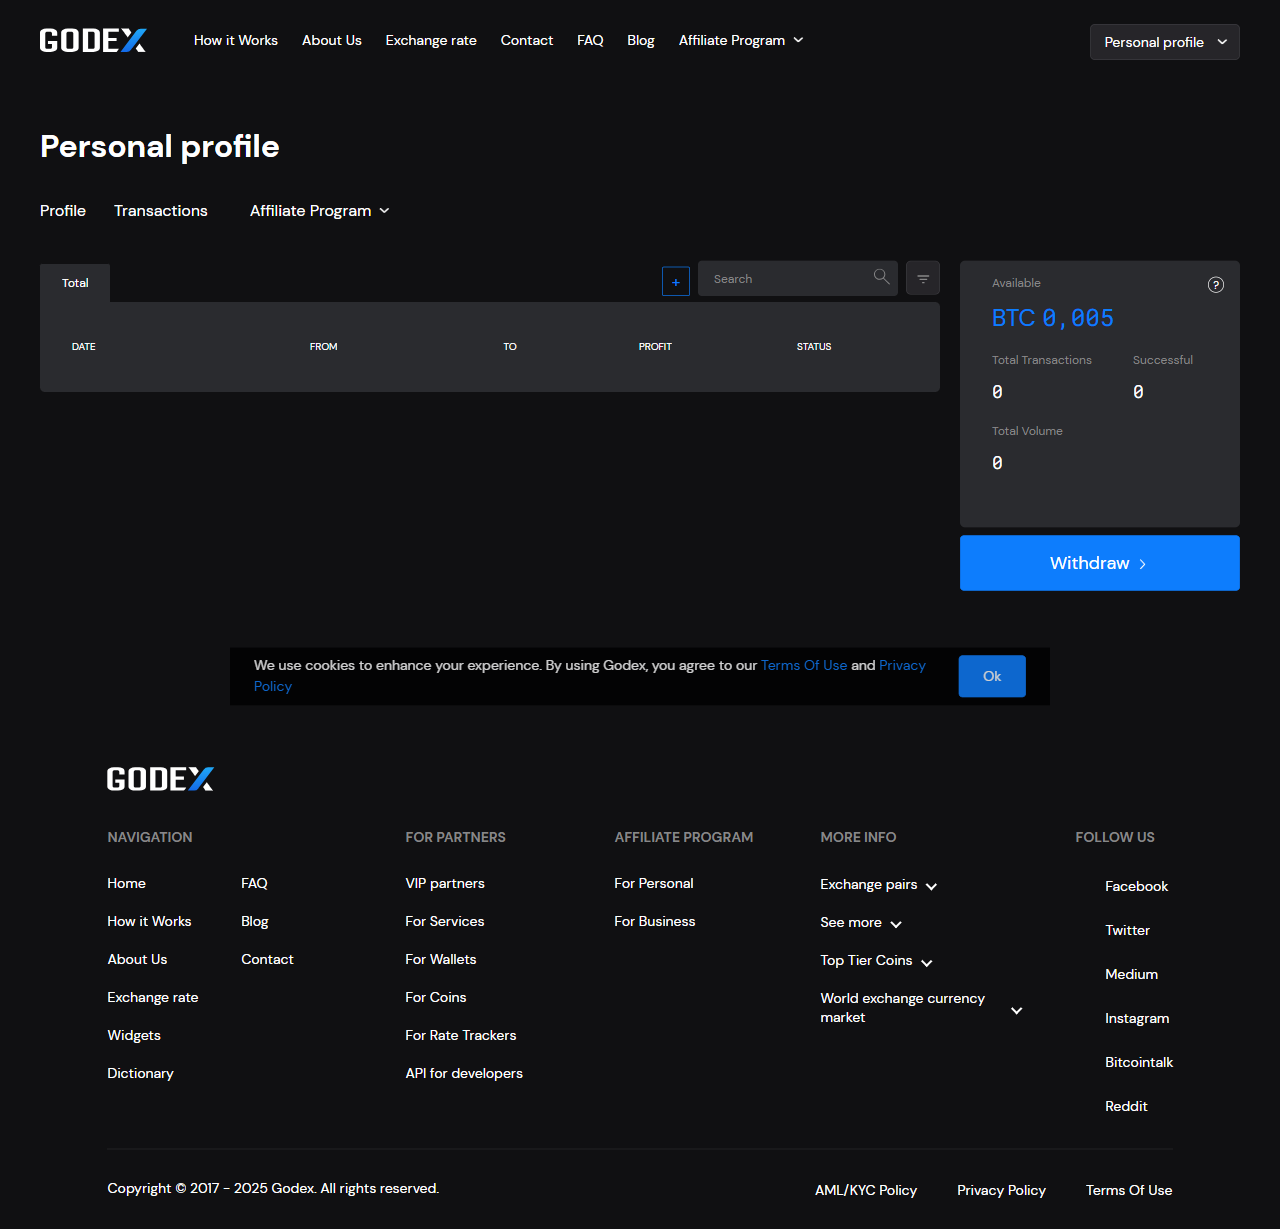 GODEX
How it Works
About Us
Exchange rate
Contact
FAQ
Blog
Affiliate Program
Personal profile
Personal profile
Profile
Transactions
Affiliate Program
Total
+
Search
DATE
FROM
TO
PROFIT
STATUS
Available
?
BTC 0,005
Total Transactions
Successful
0
0
Total Volume
0
Withdraw
We use cookies to enhance your experience. By using Godex, you agree to our Terms Of Use and Privacy
Policy
Ok
GODEX
NAVIGATION
Home
How it Works
About Us
Exchange rate
Widgets
Dictionary
FAQ
Blog
Contact
FOR PARTNERS
VIP partners
For Services
For Wallets
For Coins
For Rate Trackers
API for developers
AFFILIATE PROGRAM
For Personal
For Business
MORE INFO
Exchange pairs
See more
Top Tier Coins
World exchange currency
market
FOLLOW US
Facebook
Twitter
Medium
Instagram
Bitcointalk
Reddit
Copyright © 2017 - 2025 Godex. All rights reserved.
AML/KYC Policy
Privacy Policy
Terms Of Use